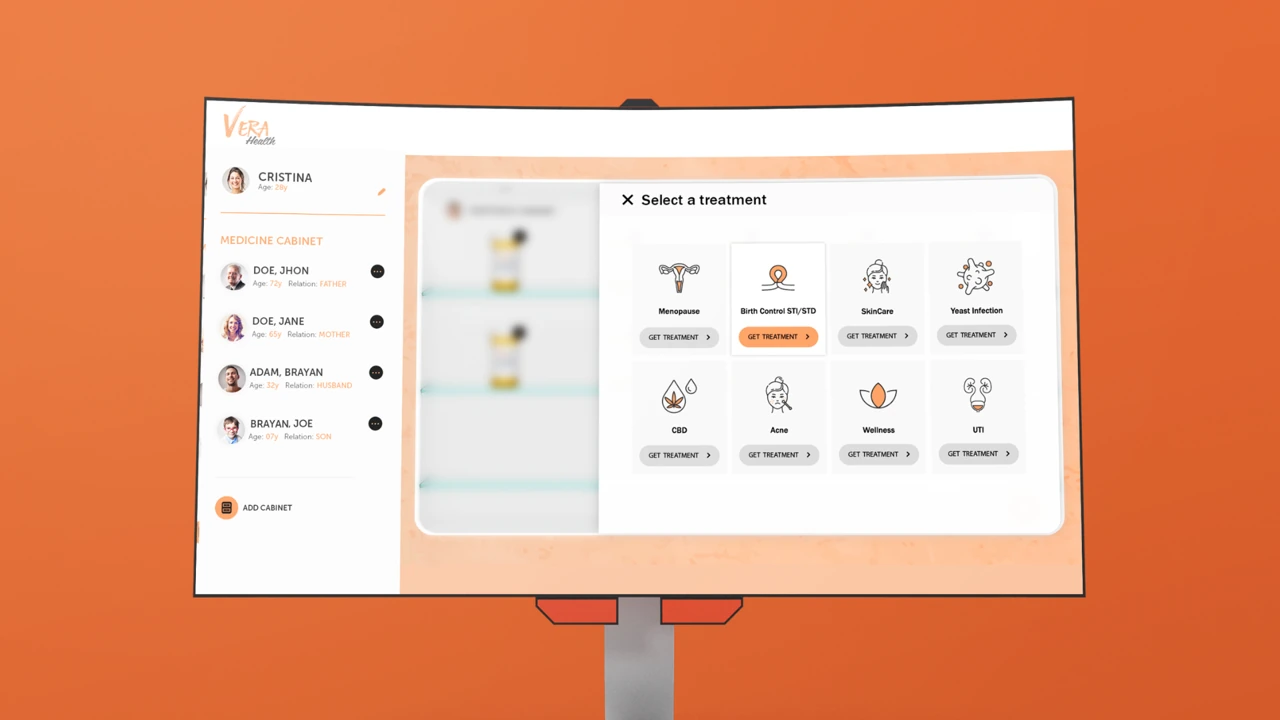 VERA
Health
CRISTINA
Age: 28y
MEDICINE CABINET
DOE, JHON
Age: 72y Relation: FATHER
DOE, JANE
Age: 65y Relation: MOTHER
ADAM, BRAYAN
Age: 32y Relation: HUSBAND
BRAYAN, JOE
Age: 07y Relation: SON
ADD CABINET
✕ Select a treatment
Menopause
GET TREATMENT >
Birth Control STI/STD
GET TREATMENT >
SkinCare
GET TREATMENT >
Yeast Infection
GET TREATMENT >
CBD
GET TREATMENT >
Acne
GET TREATMENT >
Wellness
GET TREATMENT >
UTI
GET TREATMENT >